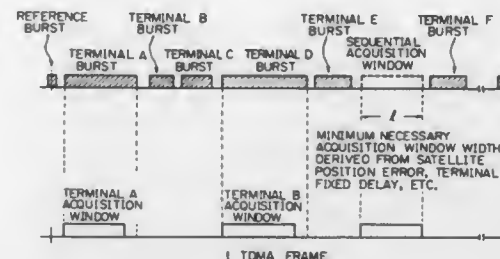 REFERENCE
BURST
TERMINAL A
BURST
TERMINAL B
BURST
TERMINAL C
BURST
TERMINAL D
BURST
TERMINAL E
BURST
SEQUENTIAL
ACQUISITION
WINDOW
TERMINAL F
BURST
l
MINIMUM NECESSARY
ACQUISITION WINDOW WIDTH
DERIVED FROM SATELLITE
POSITION ERROR, TERMINAL
FIXED DELAY, ETC.
TERMINAL A
ACQUISITION
WINDOW
TERMINAL B
ACQUISITION
WINDOW
1 TDMA FRAME